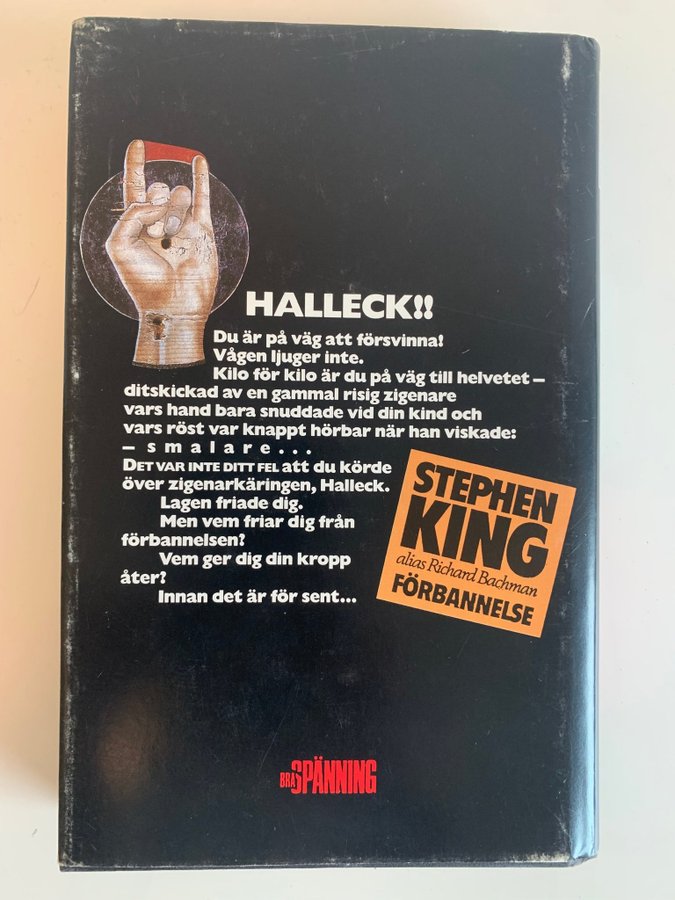 HALLECK!!
Du är på väg att försvinna!
Vågen ljuger inte.
Kilo för kilo är du på väg till helvetet –
ditskickad av en gammal risig zigenare
vars hand bara snuddade vid din kind och
vars röst var knappt hörbar när han viskade:
– s m a l a r e . . .
DET VAR INTE DITT FEL att du körde
över zigenarkäringen, Halleck.
Lagen friade dig.
Men vem friar dig från
förbannelsen?
Vem ger dig din kropp
åter?
Innan det är för sent...
STEPHEN
KING
alias Richard Bachman
FÖRBANNELSE
BRA SPÄNNING